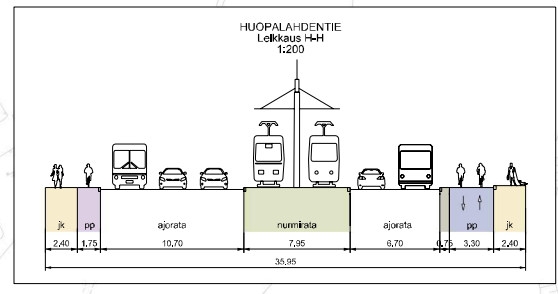 HUOPALAHDENTIE
Leikkaus H-H
1:200
jk pp ajorata nurmirata ajorata pp jk
2,40 1,75 10,70 7,95 6,70 0,75 3,30 2,40
35,95